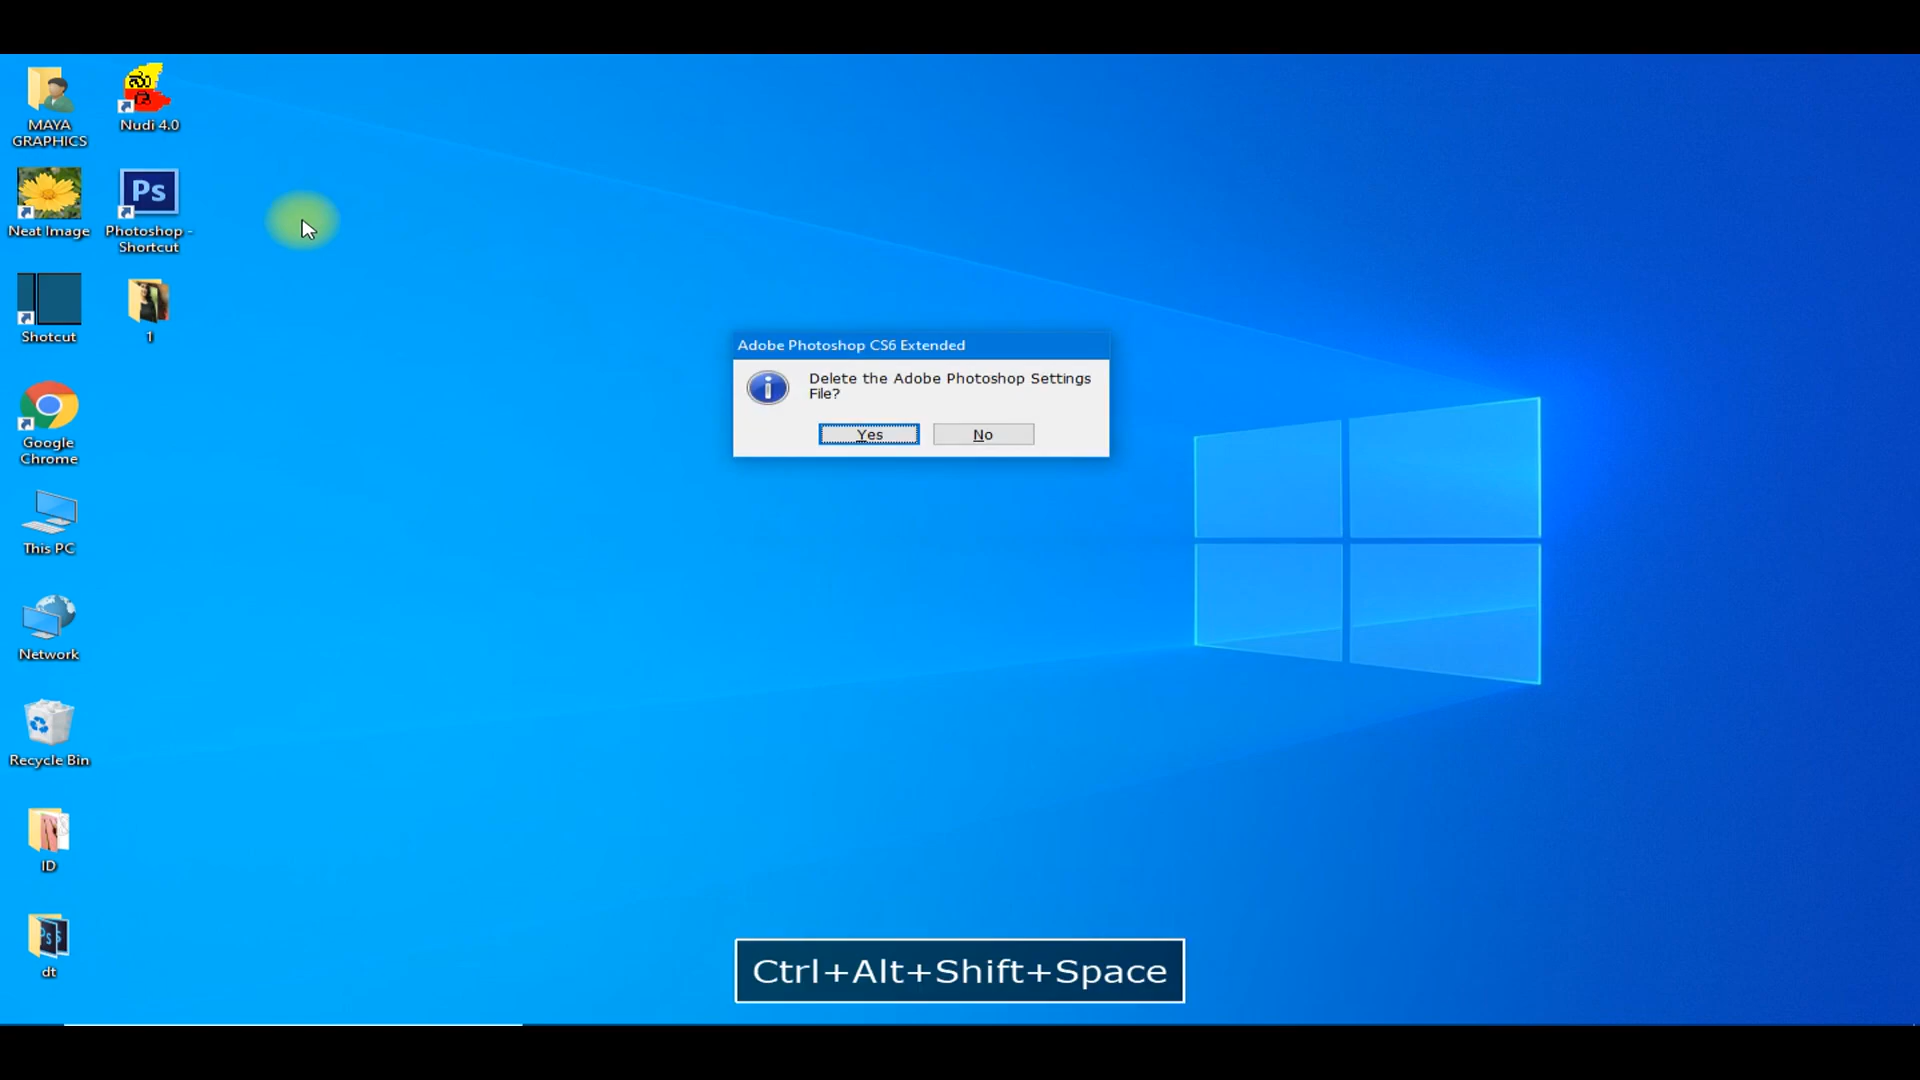 MAYA
GRAPHICS
ನು
ಡಿ
Nudi 4.0
Neat Image
Ps
Photoshop -
Shortcut
Shotcut
1
Google
Chrome
This PC
Network
Recycle Bin
ID
dt
Adobe Photoshop CS6 Extended
Delete the Adobe Photoshop Settings
File?
Yes
No
Ctrl+Alt+Shift+Space